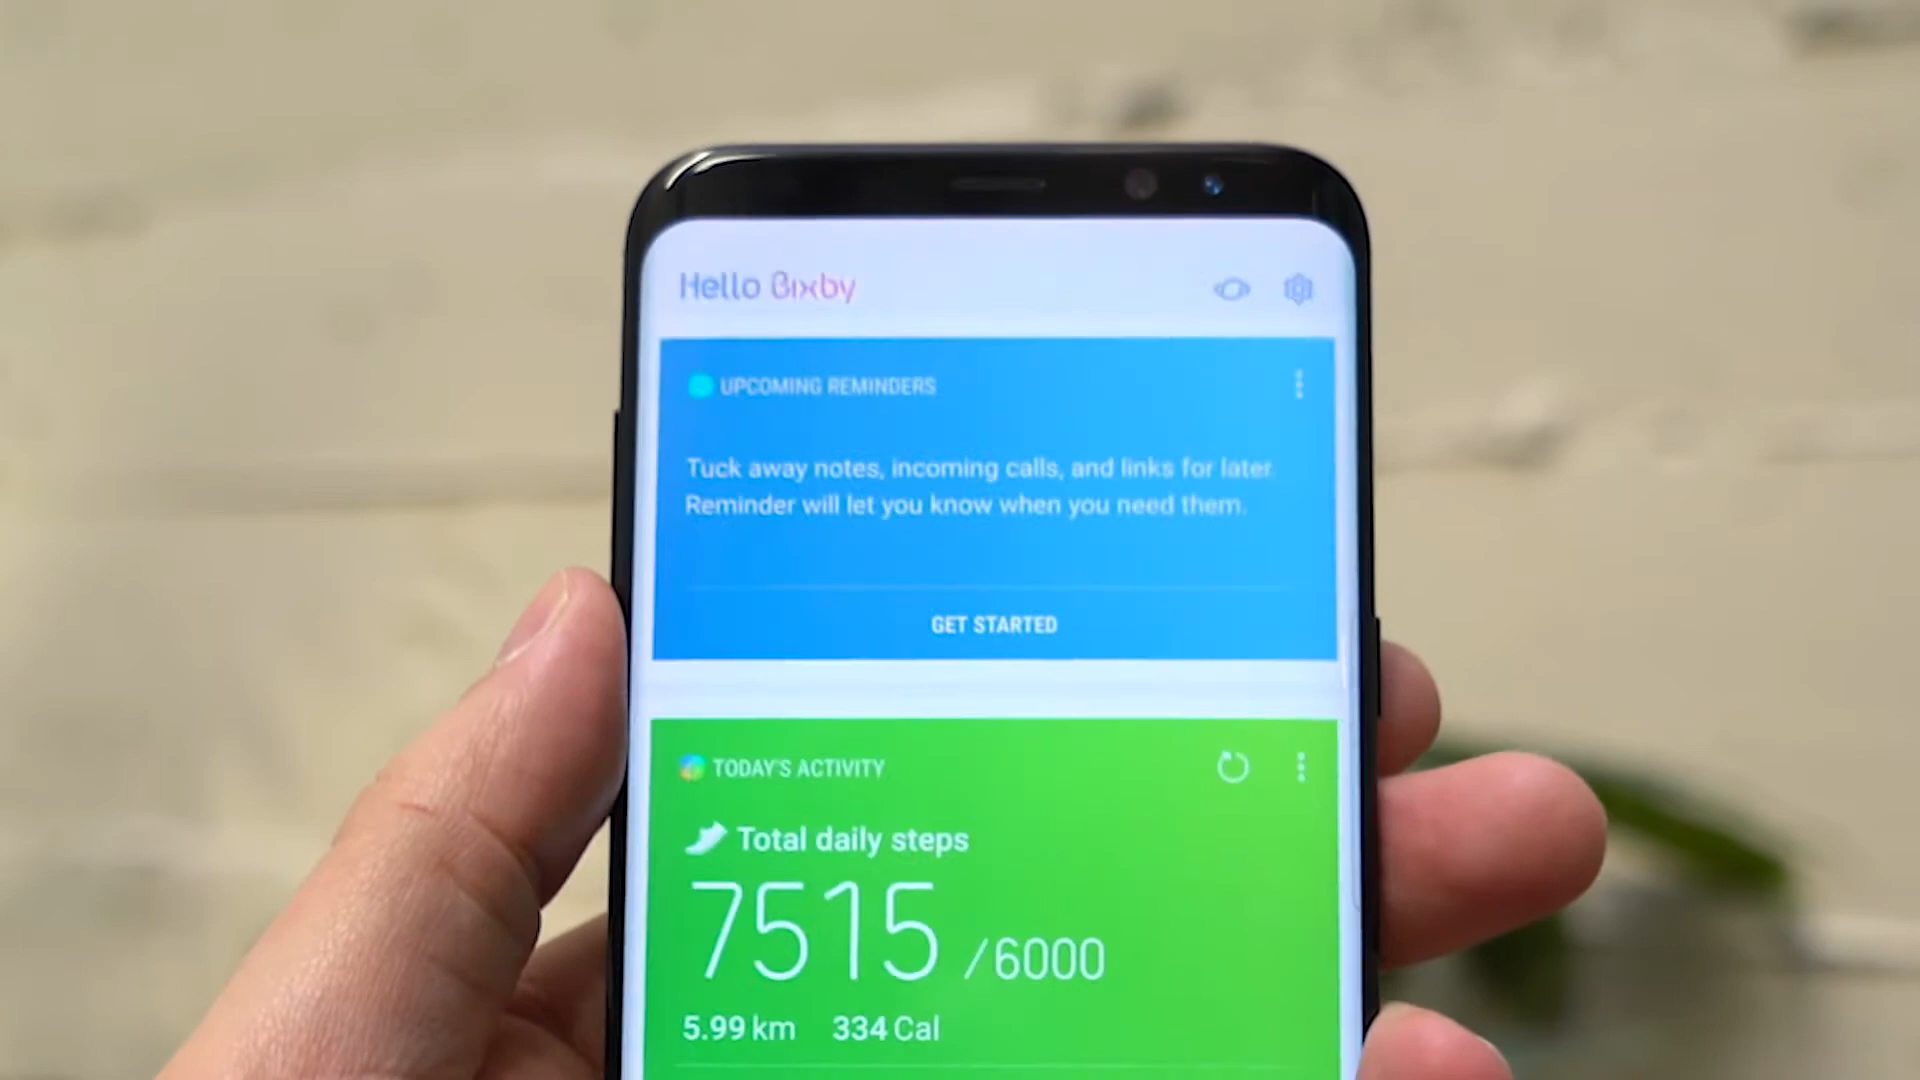 Hello Bixby
UPCOMING REMINDERS
Tuck away notes, incoming calls, and links for later.
Reminder will let you know when you need them.
GET STARTED
TODAY'S ACTIVITY
Total daily steps
7515 /6000
5.99 km 334 Cal